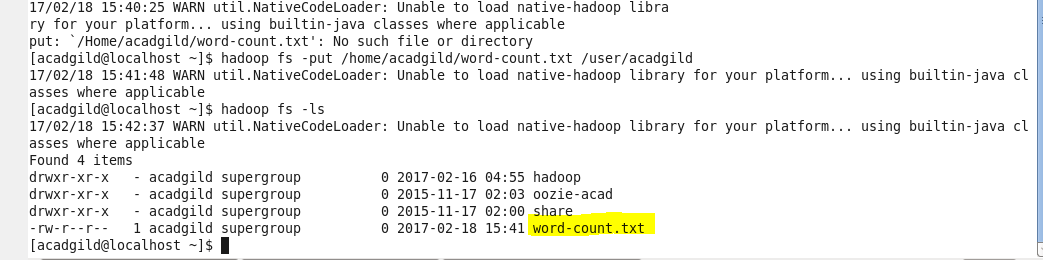 17/02/18 15:40:25 WARN util.NativeCodeLoader: Unable to load native-hadoop libra
ry for your platform... using builtin-java classes where applicable
put: `/Home/acadgild/word-count.txt': No such file or directory
[acadgild@localhost ~]$ hadoop fs -put /home/acadgild/word-count.txt /user/acadgild
17/02/18 15:41:48 WARN util.NativeCodeLoader: Unable to load native-hadoop library for your platform... using builtin-java cl
asses where applicable
[acadgild@localhost ~]$ hadoop fs -ls
17/02/18 15:42:37 WARN util.NativeCodeLoader: Unable to load native-hadoop library for your platform... using builtin-java cl
asses where applicable
Found 4 items
drwxr-xr-x   - acadgild supergroup          0 2017-02-16 04:55 hadoop
drwxr-xr-x   - acadgild supergroup          0 2015-11-17 02:03 oozie-acad
drwxr-xr-x   - acadgild supergroup          0 2015-11-17 02:00 share
-rw-r--r--   1 acadgild supergroup          0 2017-02-18 15:41 word-count.txt
[acadgild@localhost ~]$